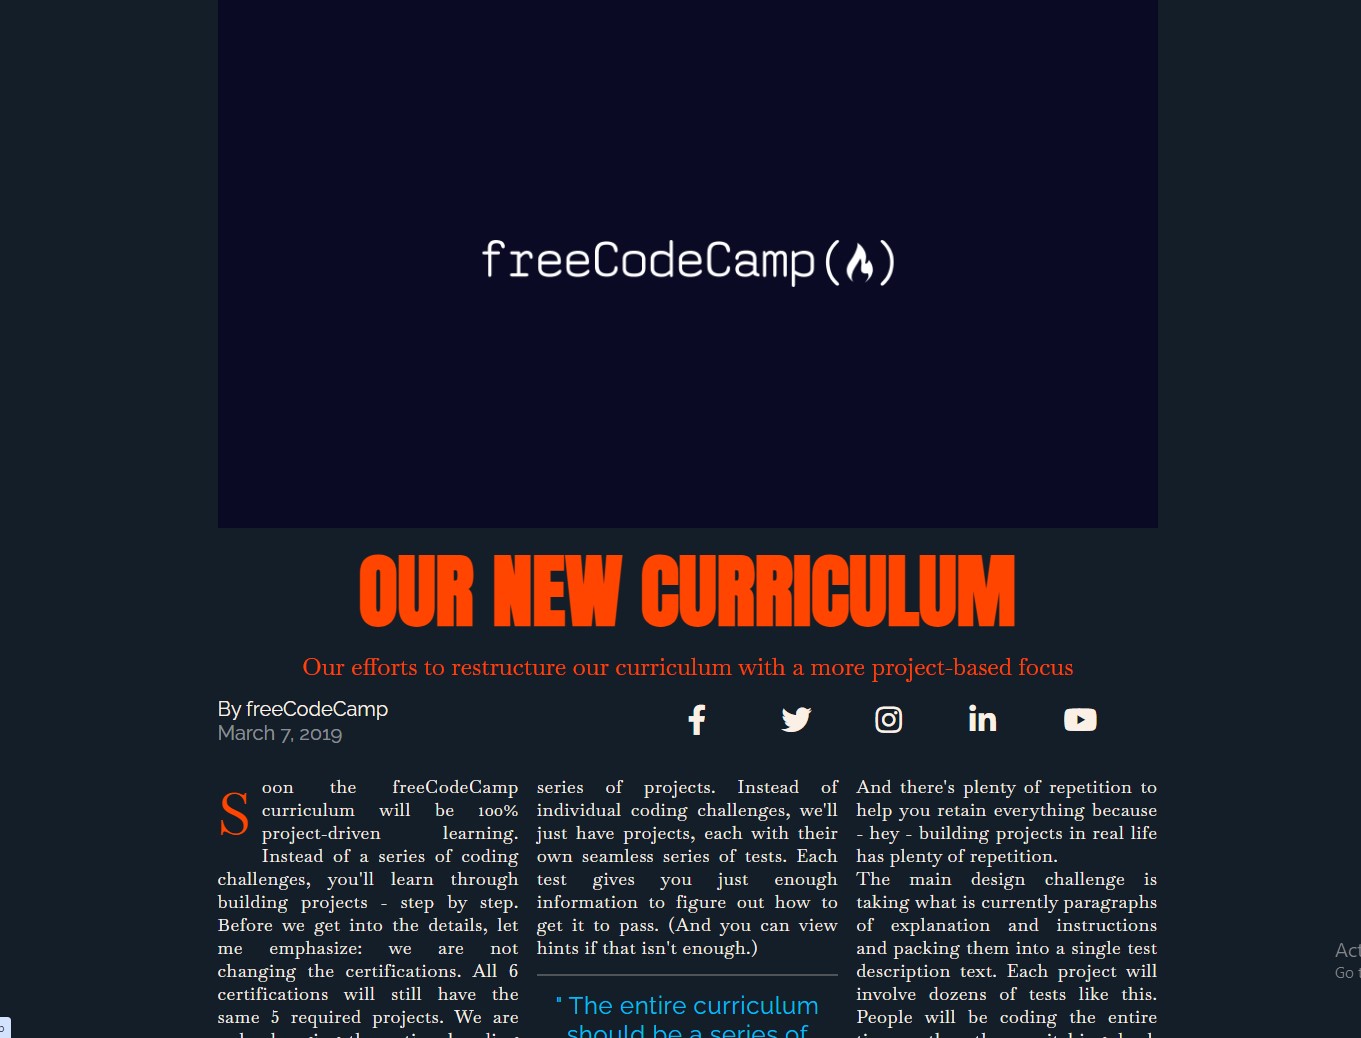 freeCodeCamp
OUR NEW CURRICULUM
Our efforts to restructure our curriculum with a more project-based focus
By freeCodeCamp
March 7, 2019
Soon the freeCodeCamp
curriculum will be 100%
project-driven learning.
Instead of a series of coding
challenges, you'll learn through
building projects - step by step.
Before we get into the details, let
me emphasize: we are not
changing the certifications. All 6
certifications will still have the
same 5 required projects. We are
series of projects. Instead of
individual coding challenges, we'll
just have projects, each with their
own seamless series of tests. Each
test gives you just enough
information to figure out how to
get it to pass. (And you can view
hints if that isn't enough.)
" The entire curriculum
should be a series of
And there's plenty of repetition to
help you retain everything because
- hey - building projects in real life
has plenty of repetition.
The main design challenge is
taking what is currently paragraphs
of explanation and instructions
and packing them into a single test
description text. Each project will
involve dozens of tests like this.
People will be coding the entire